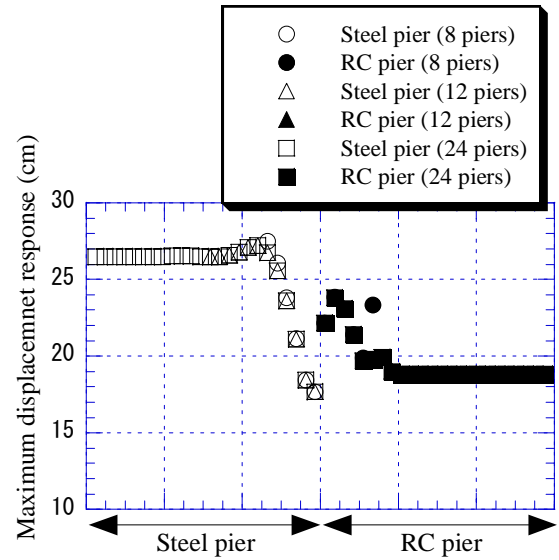 Steel pier (8 piers)
RC pier (8 piers)
Steel pier (12 piers)
RC pier (12 piers)
Steel pier (24 piers)
RC pier (24 piers)
Maximum displacemnet response (cm)
30
25
20
15
10
Steel pier
RC pier